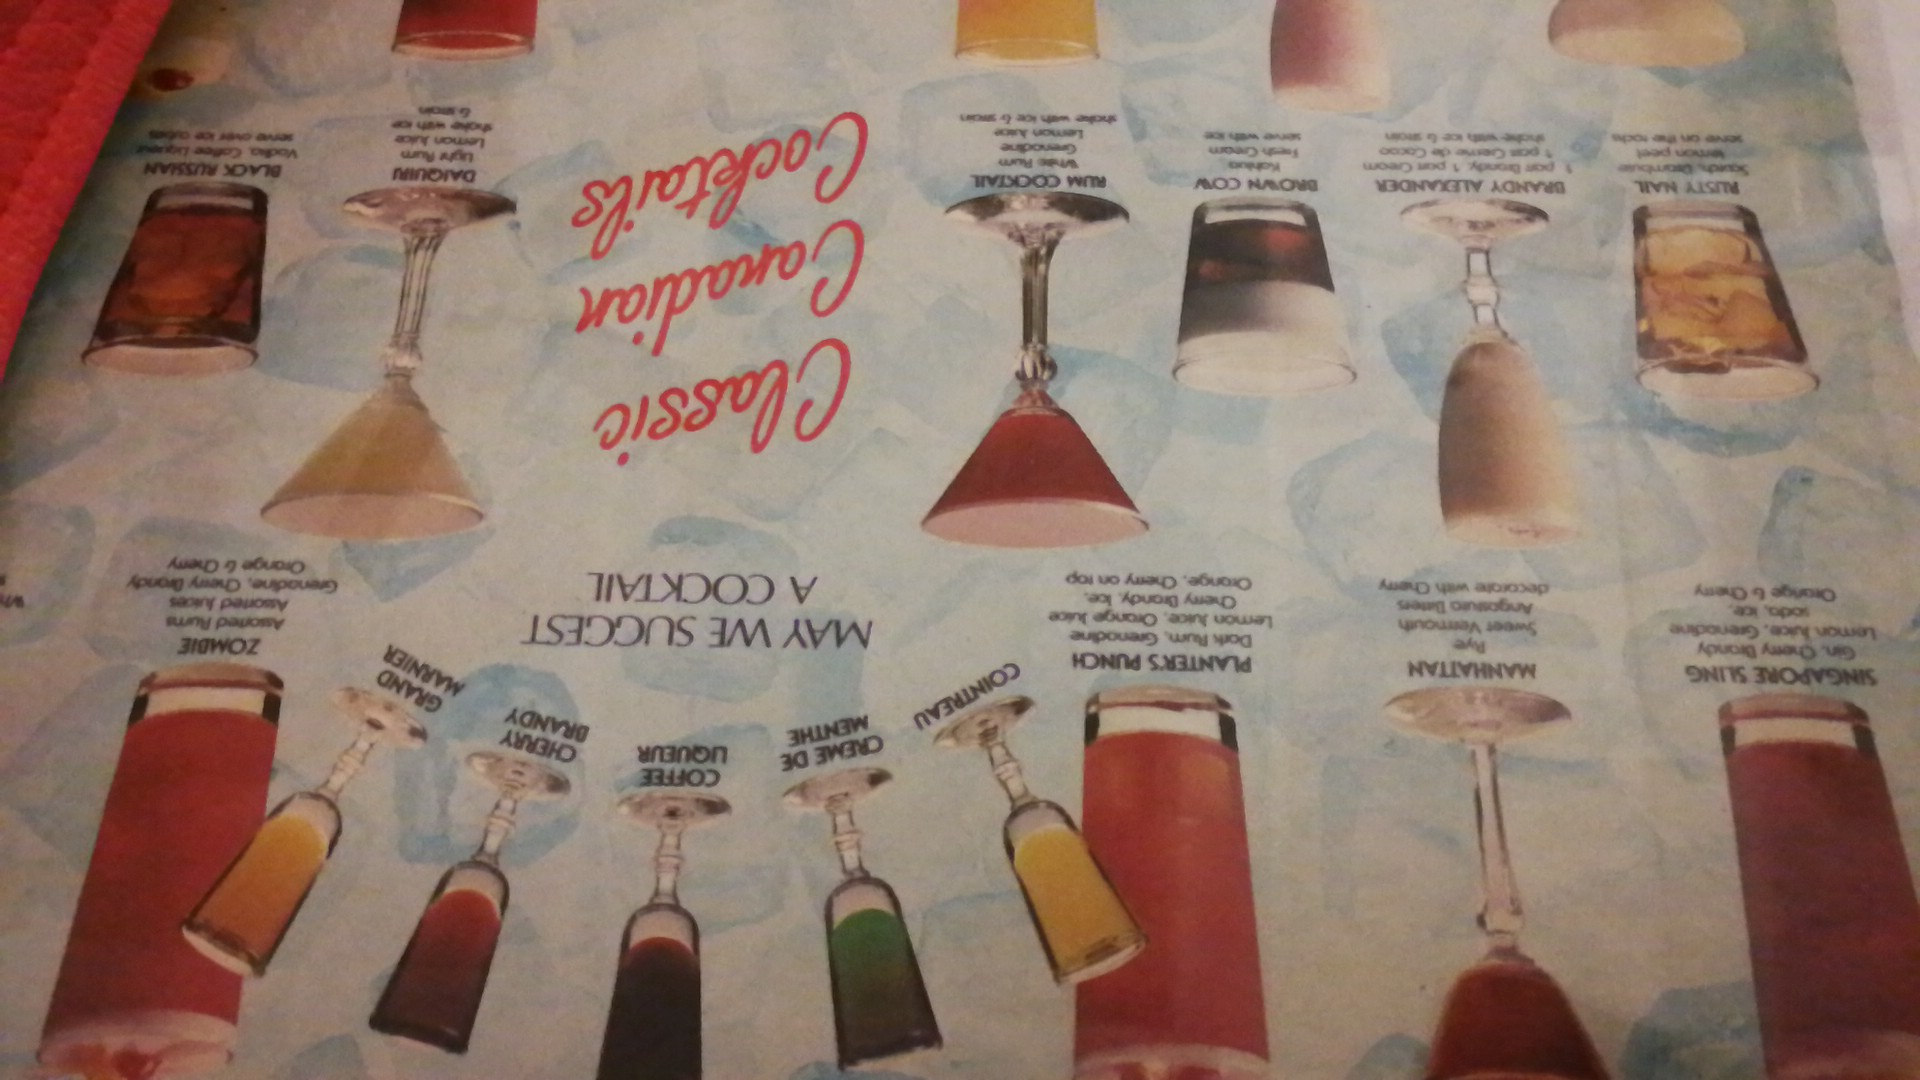 SINGAPORE SLING
Gin, Cherry Brandy
Lemon Juice, Grenadine
soda, ice,
Orange & Cherry
MANHATTAN
Rye
Sweet Vermouth
Angostura Bitters
decorate with Cherry
PLANTER'S PUNCH
Dark Rum, Grenadine
Lemon Juice, Orange Juice
Cherry Brandy, Ice,
Orange, Cherry on top
COINTREAU
CREME DE
MENTHE
COFFEE
LIQUEUR
CHERRY
BRANDY
GRAND
MARNIER
ZOMBIE
Assorted Rums
Assorted Juices
Grenadine, Cherry Brandy
Orange & Cherry
MAY WE SUGGEST
A COCKTAIL
Classic
Canadian
Cocktails
RUSTY NAIL
Scotch, Drambuie
lemon peel
serve on the rocks
BRANDY ALEXANDER
1 part Brandy, 1 part Cream
1 part Creme de Cacao
shake with ice & strain
BROWN COW
Kahlua
Fresh Cream
serve with ice
RUM COCKTAIL
White Rum
Grenadine
Lemon Juice
shake with ice & strain
DAIQUIRI
Light Rum
Lemon Juice
shake with ice
& strain
BLACK RUSSIAN
Vodka, Coffee Liqueur
serve over ice cubes